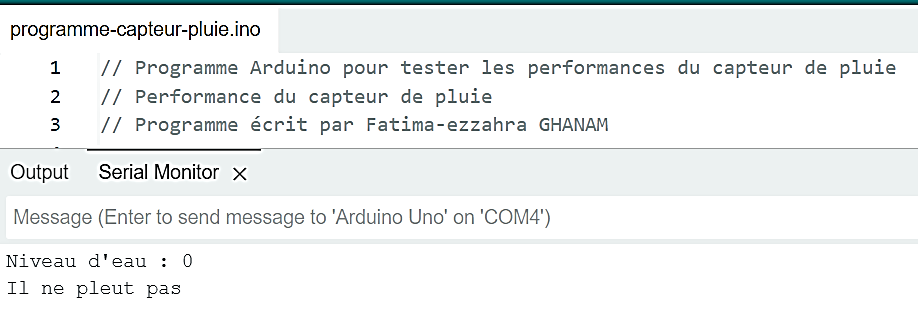 programme-capteur-pluie.ino
1 // Programme Arduino pour tester les performances du capteur de pluie
2 // Performance du capteur de pluie
3 // Programme écrit par Fatima-ezzahra GHANAM
Output Serial Monitor ×
Message (Enter to send message to 'Arduino Uno' on 'COM4')
Niveau d'eau : 0
Il ne pleut pas